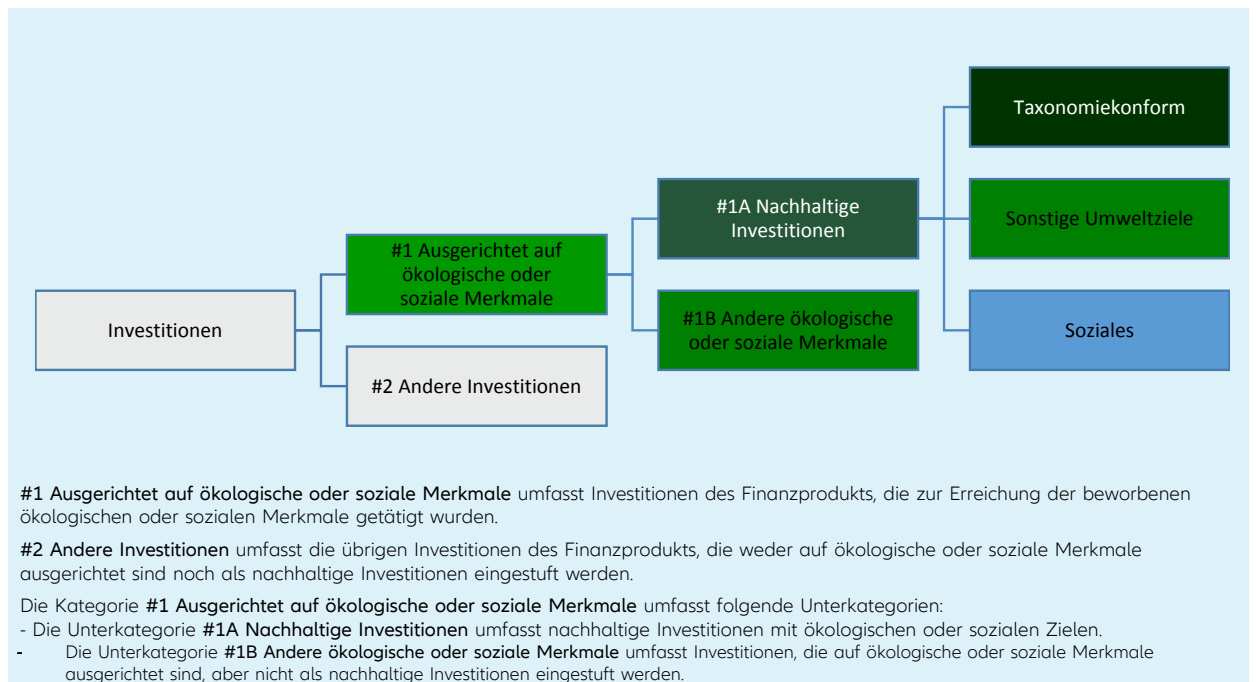 Taxonomiekonform
#1A Nachhaltige
Investitionen
Sonstige Umweltziele
#1 Ausgerichtet auf
ökologische oder
soziale Merkmale
Investitionen
#1B Andere ökologische
oder soziale Merkmale
Soziales
#2 Andere Investitionen
#1 Ausgerichtet auf ökologische oder soziale Merkmale umfasst Investitionen des Finanzprodukts, die zur Erreichung der beworbenen
ökologischen oder sozialen Merkmale getätigt wurden.
#2 Andere Investitionen umfasst die übrigen Investitionen des Finanzprodukts, die weder auf ökologische oder soziale Merkmale
ausgerichtet sind noch als nachhaltige Investitionen eingestuft werden.
Die Kategorie #1 Ausgerichtet auf ökologische oder soziale Merkmale umfasst folgende Unterkategorien:
- Die Unterkategorie #1A Nachhaltige Investitionen umfasst nachhaltige Investitionen mit ökologischen oder sozialen Zielen.
- Die Unterkategorie #1B Andere ökologische oder soziale Merkmale umfasst Investitionen, die auf ökologische oder soziale Merkmale
ausgerichtet sind, aber nicht als nachhaltige Investitionen eingestuft werden.